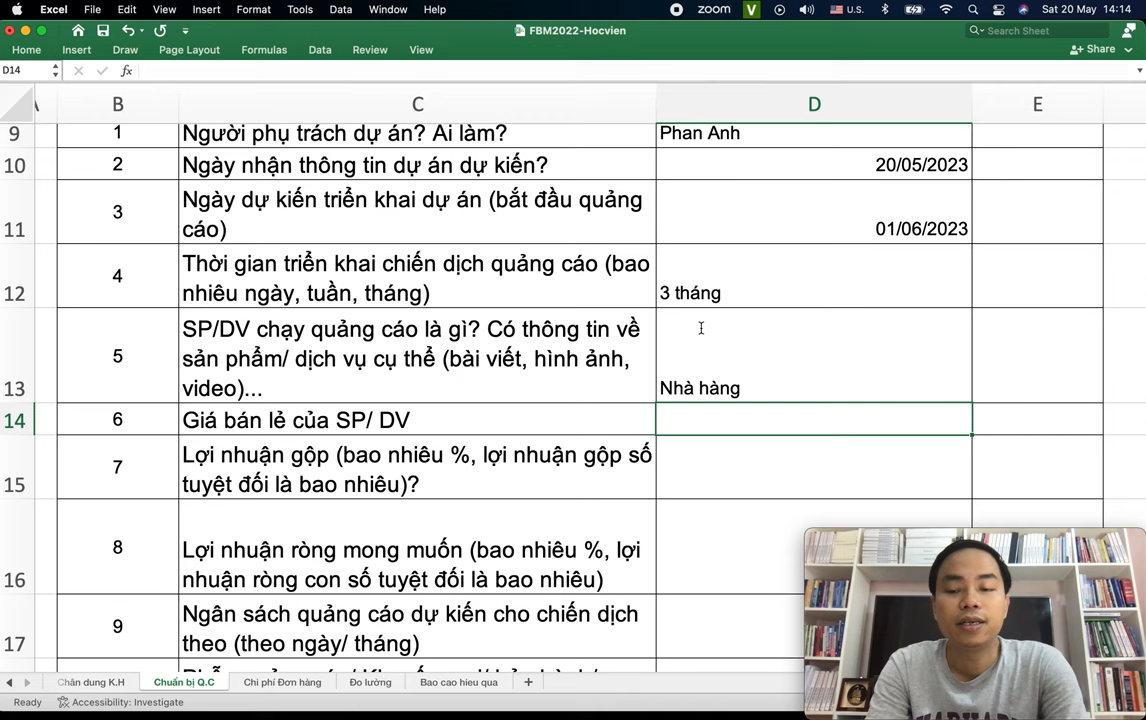 Excel File Edit View Insert Format Tools Data Window Help zoom V U.S. Sat 20 May 14:14
FBM2022-Hocvien
Search Sheet
Home Insert Draw Page Layout Formulas Data Review View Share
D14 fx
B C D E
9 1 Người phụ trách dự án? Ai làm? Phan Anh
10 2 Ngày nhận thông tin dự án dự kiến? 20/05/2023
3 Ngày dự kiến triển khai dự án (bắt đầu quảng
11 cáo) 01/06/2023
4 Thời gian triển khai chiến dịch quảng cáo (bao
12 nhiêu ngày, tuần, tháng) 3 tháng
SP/DV chạy quảng cáo là gì? Có thông tin về
5 sản phẩm/ dịch vụ cụ thể (bài viết, hình ảnh,
13 video)... Nhà hàng
14 6 Giá bán lẻ của SP/ DV
7 Lợi nhuận gộp (bao nhiêu %, lợi nhuận gộp số
15 tuyệt đối là bao nhiêu)?
8 Lợi nhuận ròng mong muốn (bao nhiêu %, lợi
16 nhuận ròng con số tuyệt đối là bao nhiêu)
9 Ngân sách quảng cáo dự kiến cho chiến dịch
17 theo (theo ngày/ tháng)
Chân dung K.H Chuẩn bị Q.C Chi phí Đơn hàng Đo lường Bao cao hieu qua
Ready Accessibility: Investigate